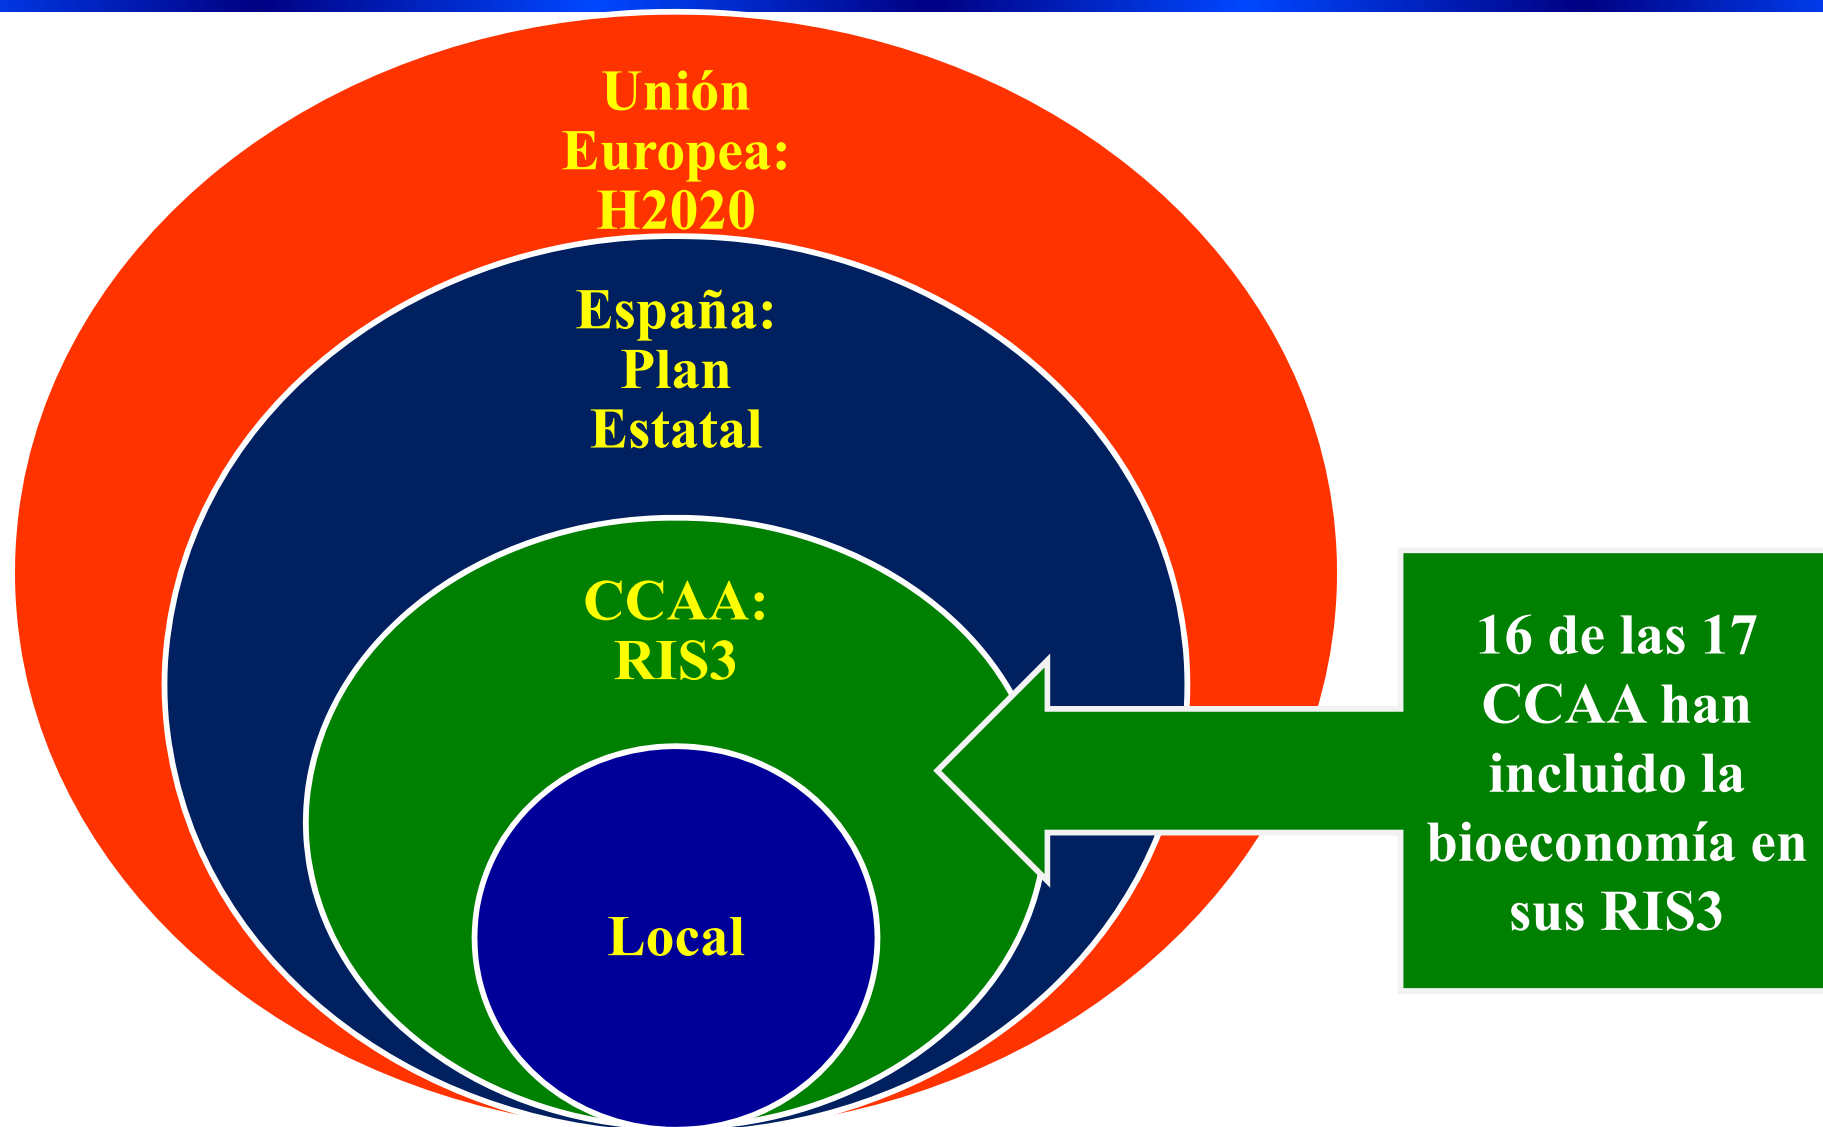 Unión
Europea:
H2020
España:
Plan
Estatal
CCAA:
RIS3
Local
16 de las 17
CCAA han
incluido la
bioeconomía en
sus RIS3